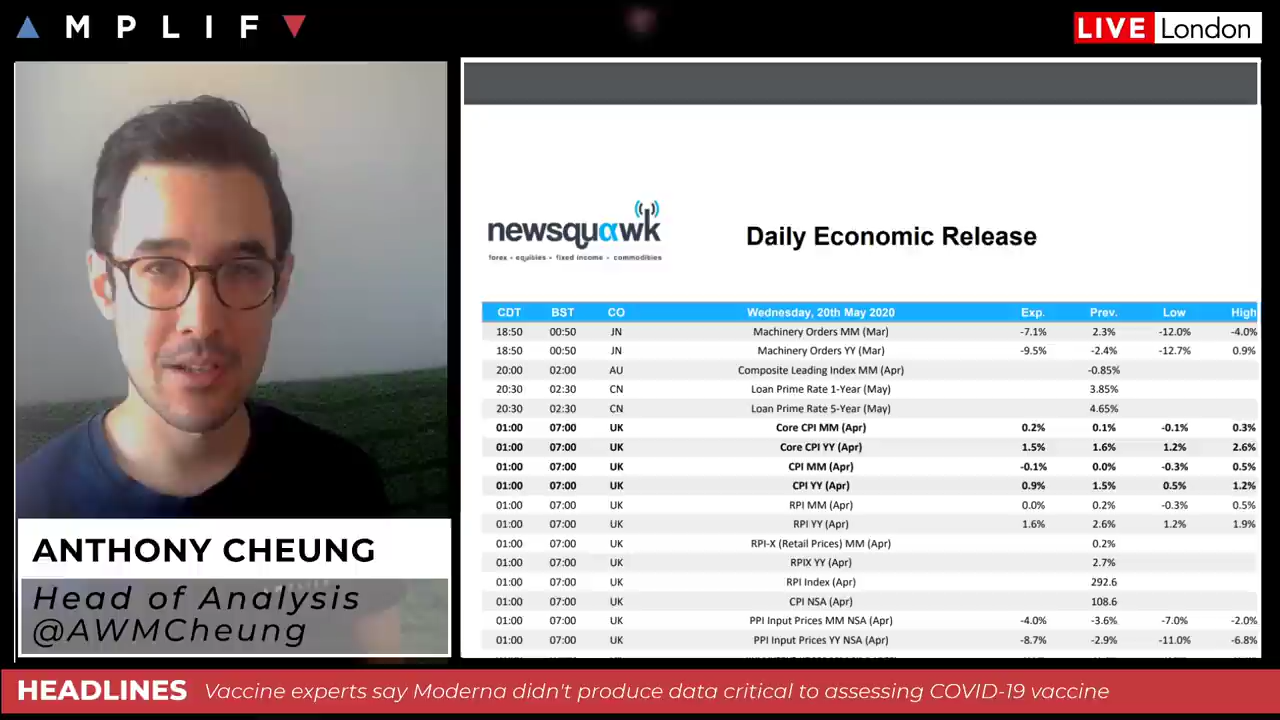 AMPLIFY
LIVE London
newsquawk
forex • equities • fixed income • commodities
Daily Economic Release
CDT BST CO Wednesday, 20th May 2020 Exp. Prev. Low High
18:50 00:50 JN Machinery Orders MM (Mar) -7.1% 2.3% -12.0% -4.0%
18:50 00:50 JN Machinery Orders YY (Mar) -9.5% -2.4% -12.7% 0.9%
20:00 02:00 AU Composite Leading Index MM (Apr) -0.85%
20:30 02:30 CN Loan Prime Rate 1-Year (May) 3.85%
20:30 02:30 CN Loan Prime Rate 5-Year (May) 4.65%
01:00 07:00 UK Core CPI MM (Apr) 0.2% 0.1% -0.1% 0.3%
01:00 07:00 UK Core CPI YY (Apr) 1.5% 1.6% 1.2% 2.6%
01:00 07:00 UK CPI MM (Apr) -0.1% 0.0% -0.3% 0.5%
01:00 07:00 UK CPI YY (Apr) 0.9% 1.5% 0.5% 1.2%
01:00 07:00 UK RPI MM (Apr) 0.0% 0.2% -0.3% 0.5%
01:00 07:00 UK RPI YY (Apr) 1.6% 2.6% 1.2% 1.9%
01:00 07:00 UK RPI-X (Retail Prices) MM (Apr) 0.2%
01:00 07:00 UK RPIX YY (Apr) 2.7%
01:00 07:00 UK RPI Index (Apr) 292.6
01:00 07:00 UK CPI NSA (Apr) 108.6
01:00 07:00 UK PPI Input Prices MM NSA (Apr) -4.0% -3.6% -7.0% -2.0%
01:00 07:00 UK PPI Input Prices YY NSA (Apr) -8.7% -2.9% -11.0% -6.8%
ANTHONY CHEUNG
Head of Analysis
@AWMCheung
HEADLINES Vaccine experts say Moderna didn't produce data critical to assessing COVID-19 vaccine